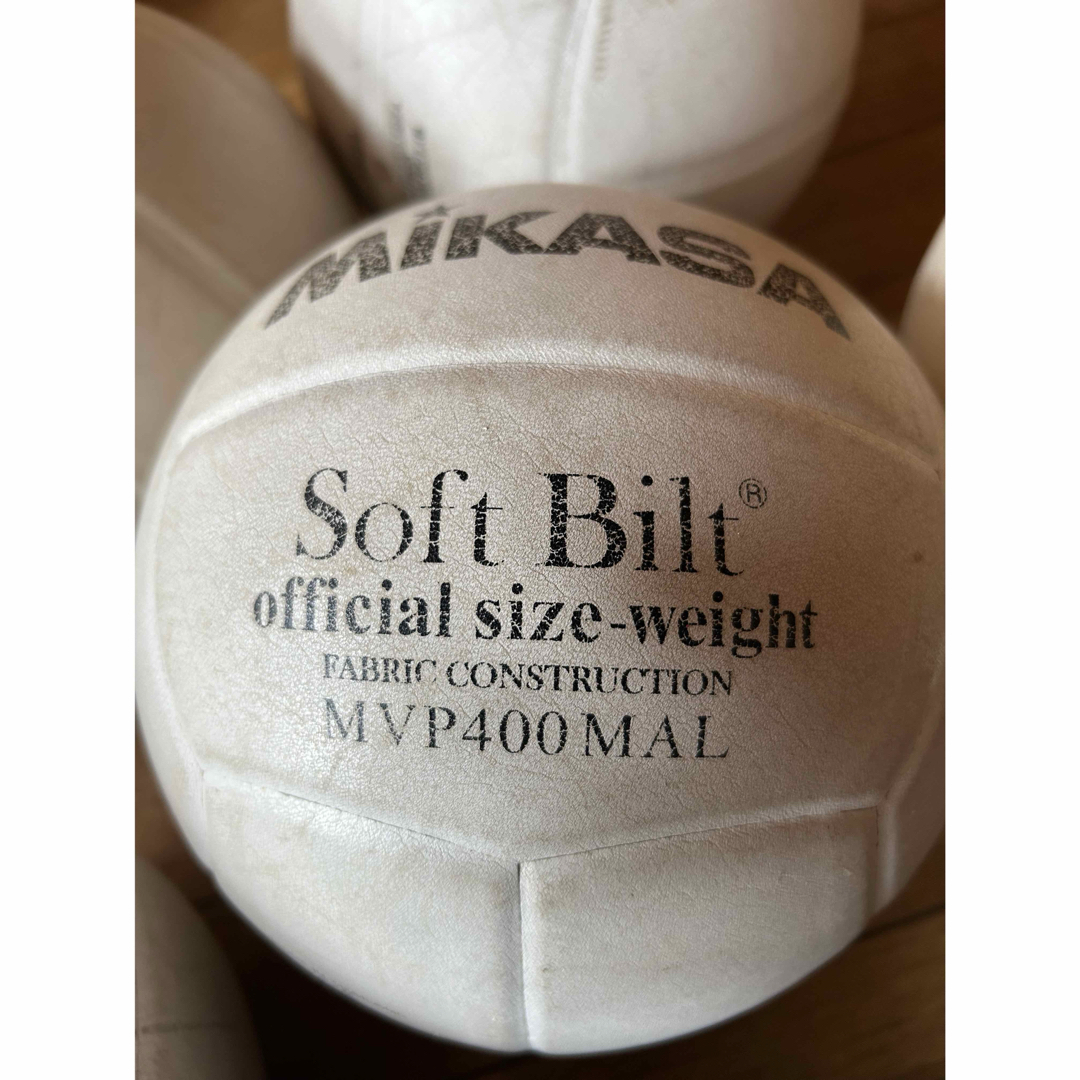 MiKASA
Soft Bilt®
official size-weight
FABRIC CONSTRUCTION
MVP400MAL